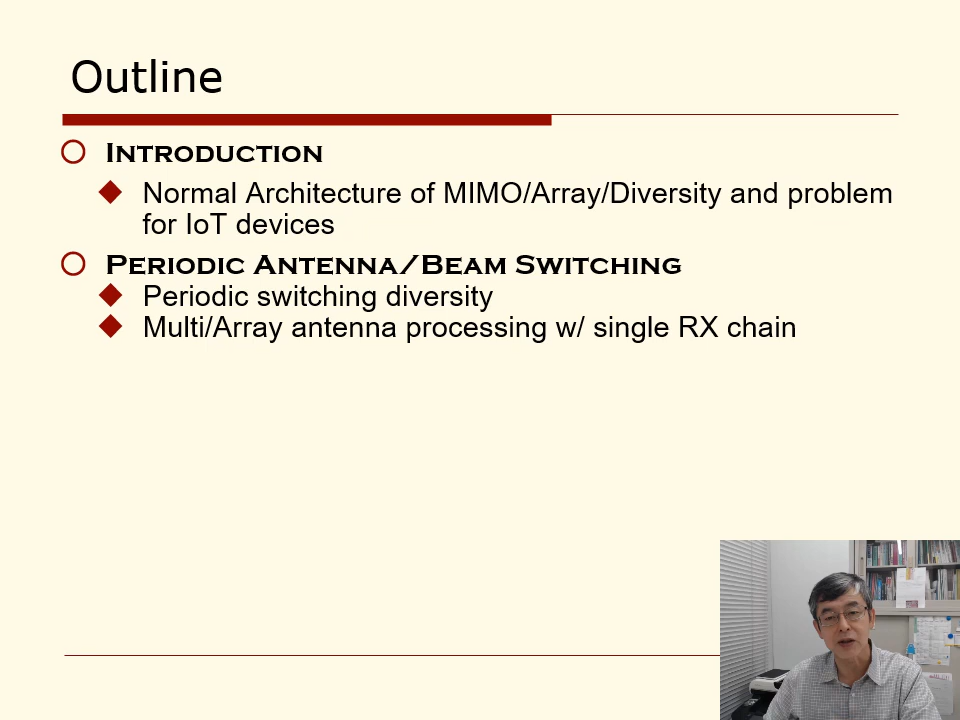 Outline
Introduction
Normal Architecture of MIMO/Array/Diversity and problem
for IoT devices
Periodic Antenna/Beam Switching
Periodic switching diversity
Multi/Array antenna processing w/ single RX chain